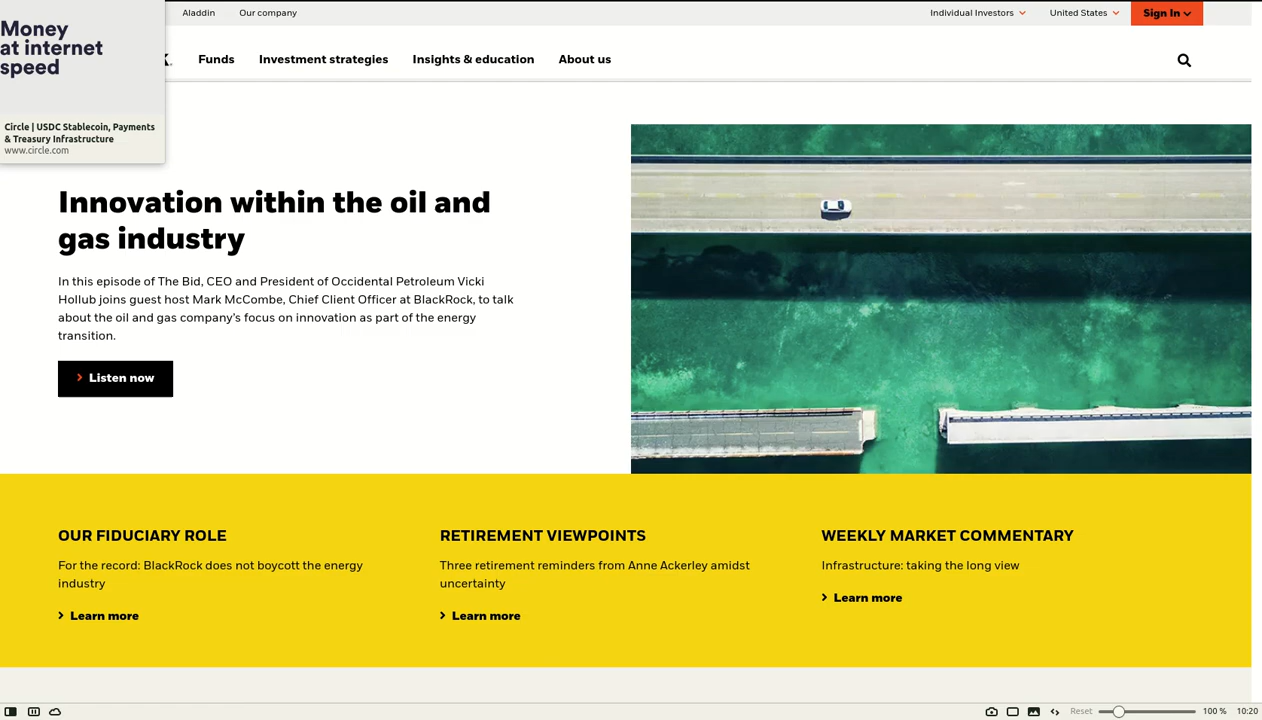 Money
at internet
speed
Circle | USDC Stablecoin, Payments
& Treasury Infrastructure
www.circle.com
Aladdin
Our company
Individual Investors
United States
Sign In
Funds
Investment strategies
Insights & education
About us
Innovation within the oil and
gas industry
In this episode of The Bid, CEO and President of Occidental Petroleum Vicki
Hollub joins guest host Mark McCombe, Chief Client Officer at BlackRock, to talk
about the oil and gas company's focus on innovation as part of the energy
transition.
Listen now
OUR FIDUCIARY ROLE
For the record: BlackRock does not boycott the energy
industry
Learn more
RETIREMENT VIEWPOINTS
Three retirement reminders from Anne Ackerley amidst
uncertainty
Learn more
WEEKLY MARKET COMMENTARY
Infrastructure: taking the long view
Learn more
Reset
100 %
10:20